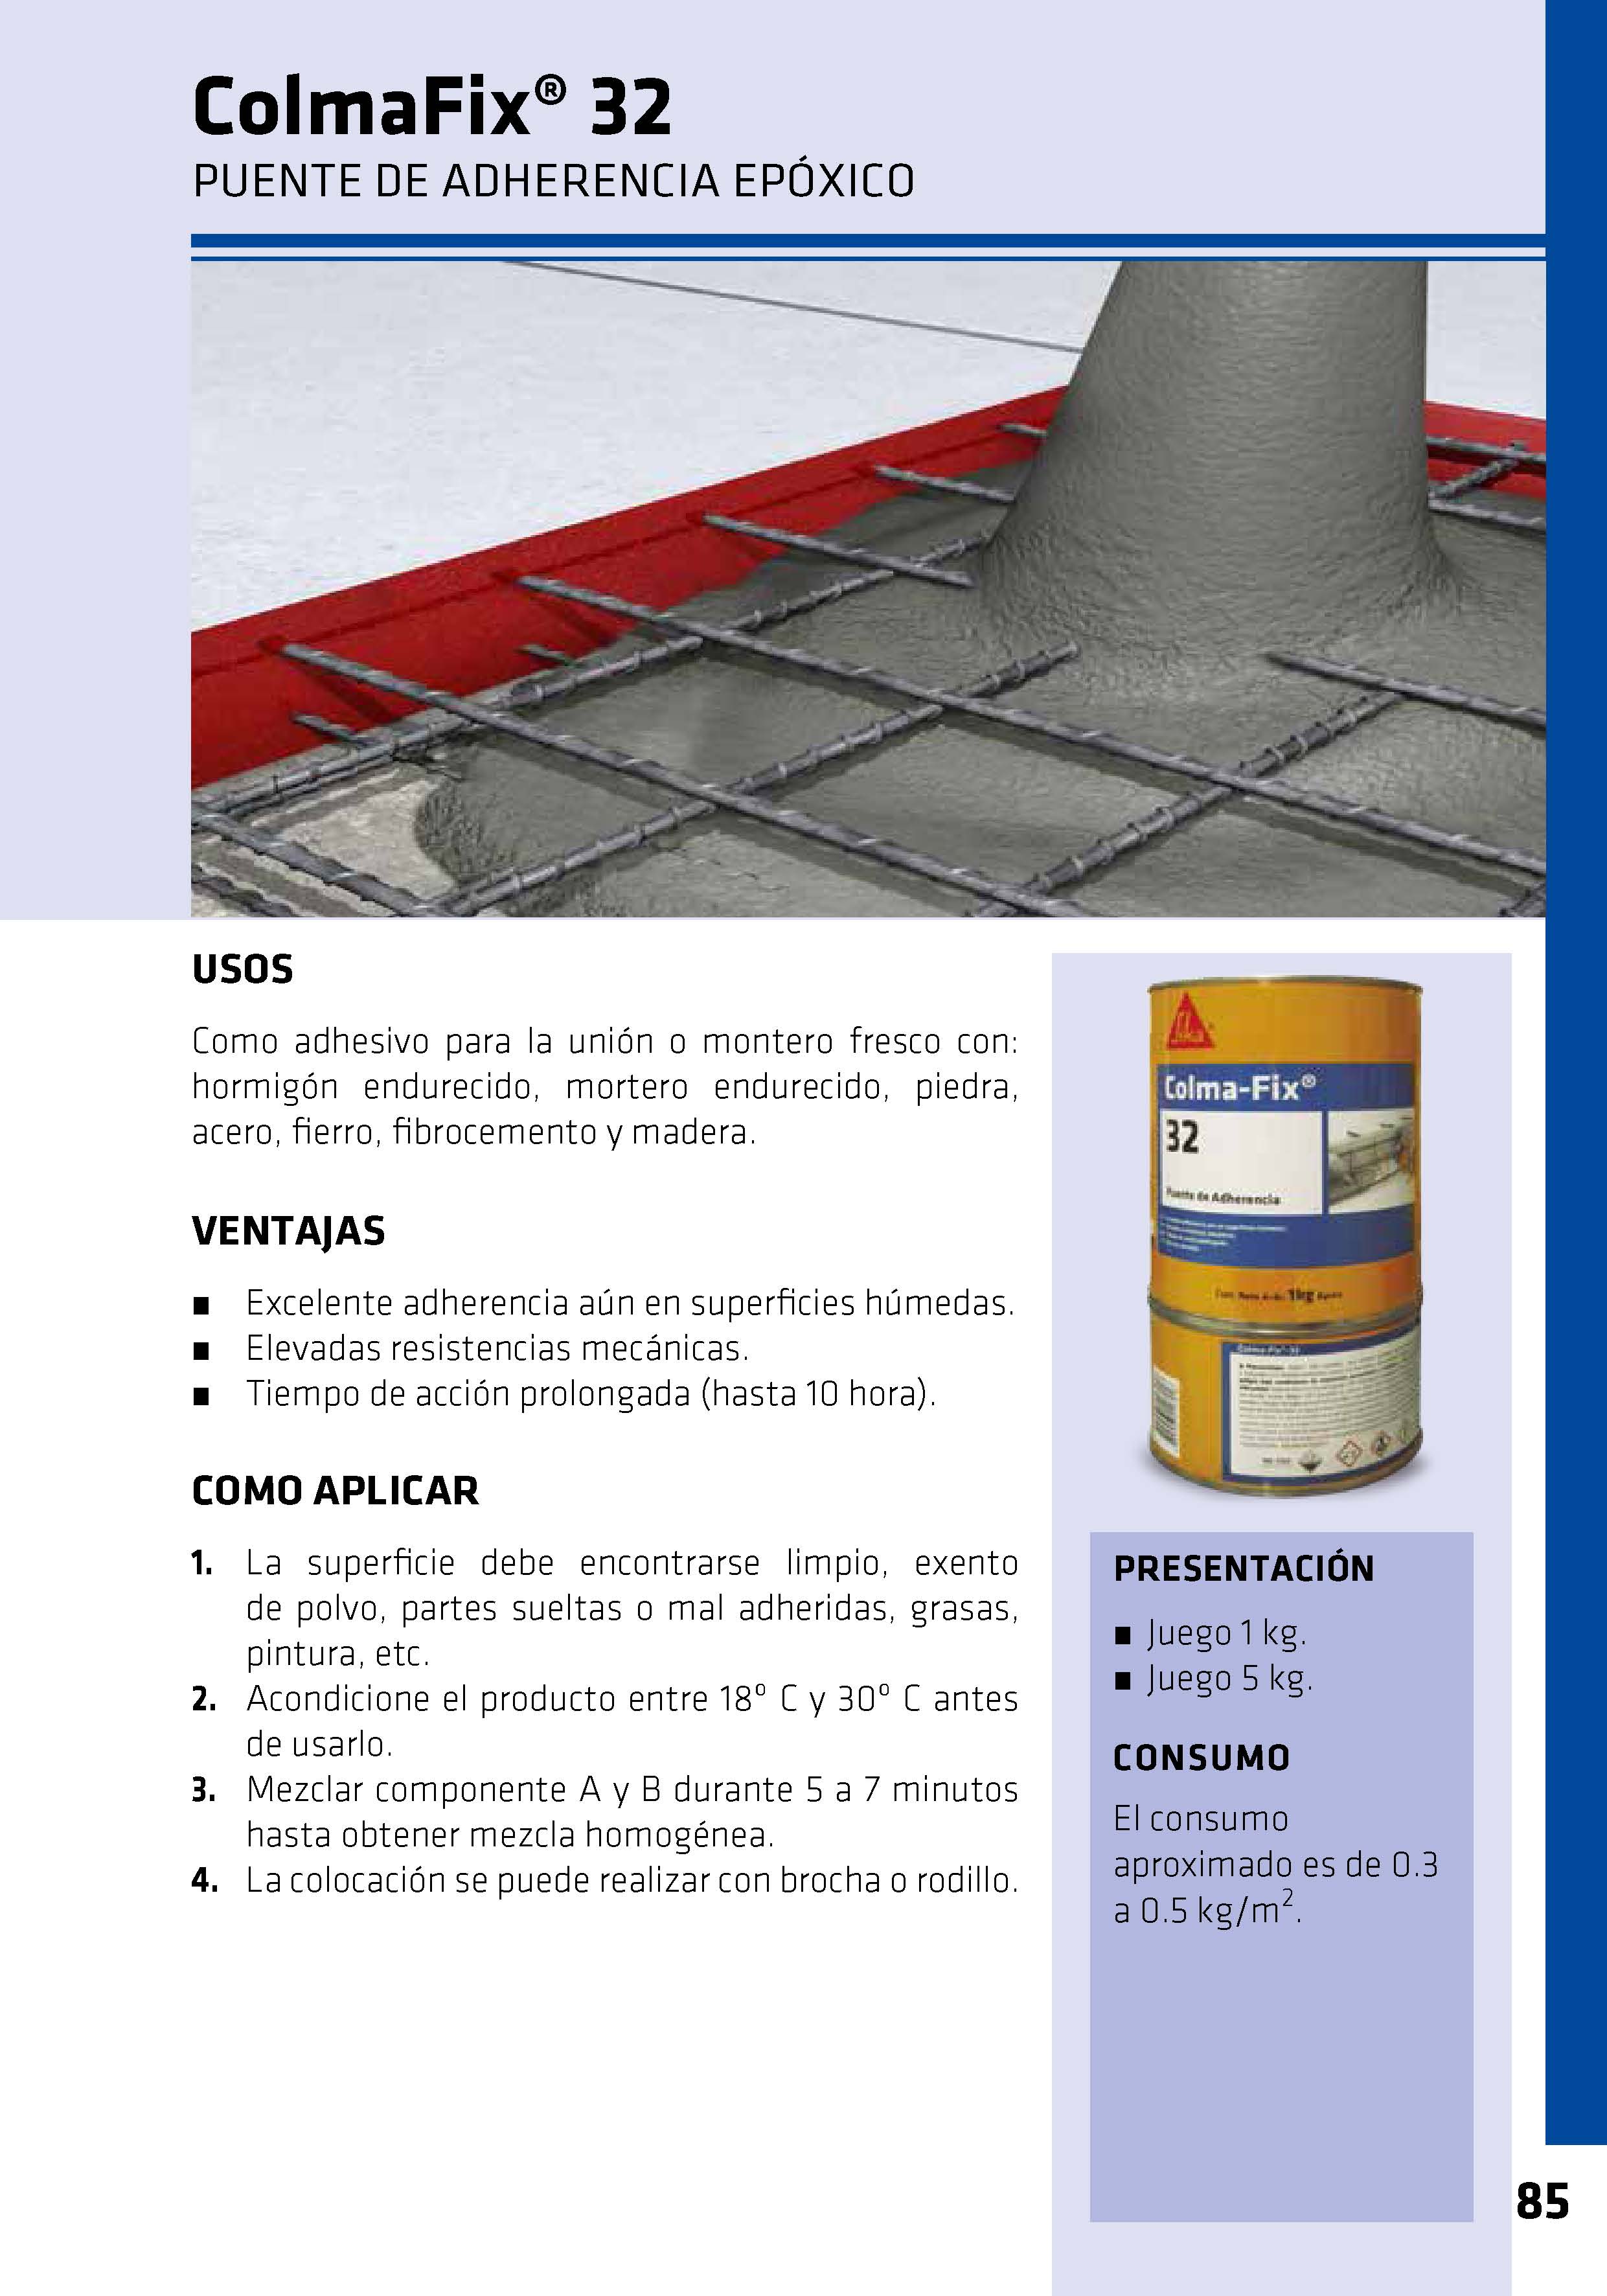 ColmaFix® 32
PUENTE DE ADHERENCIA EPÓXICO
USOS
Como adhesivo para la unión o montero fresco con:
hormigón endurecido, mortero endurecido, piedra,
acero, fierro, fibrocemento y madera.
VENTAJAS
■ Excelente adherencia aún en superficies húmedas.
■ Elevadas resistencias mecánicas.
■ Tiempo de acción prolongada (hasta 10 hora).
COMO APLICAR
1. La superficie debe encontrarse limpio, exento
de polvo, partes sueltas o mal adheridas, grasas,
pintura, etc.
2. Acondicione el producto entre 18º C y 30º C antes
de usarlo.
3. Mezclar componente A y B durante 5 a 7 minutos
hasta obtener mezcla homogénea.
4. La colocación se puede realizar con brocha o rodillo.
Colma-Fix®
32
Puente de Adherencia
1kg
PRESENTACIÓN
■ Juego 1 kg.
■ Juego 5 kg.
CONSUMO
El consumo
aproximado es de 0.3
a 0.5 kg/m².
85